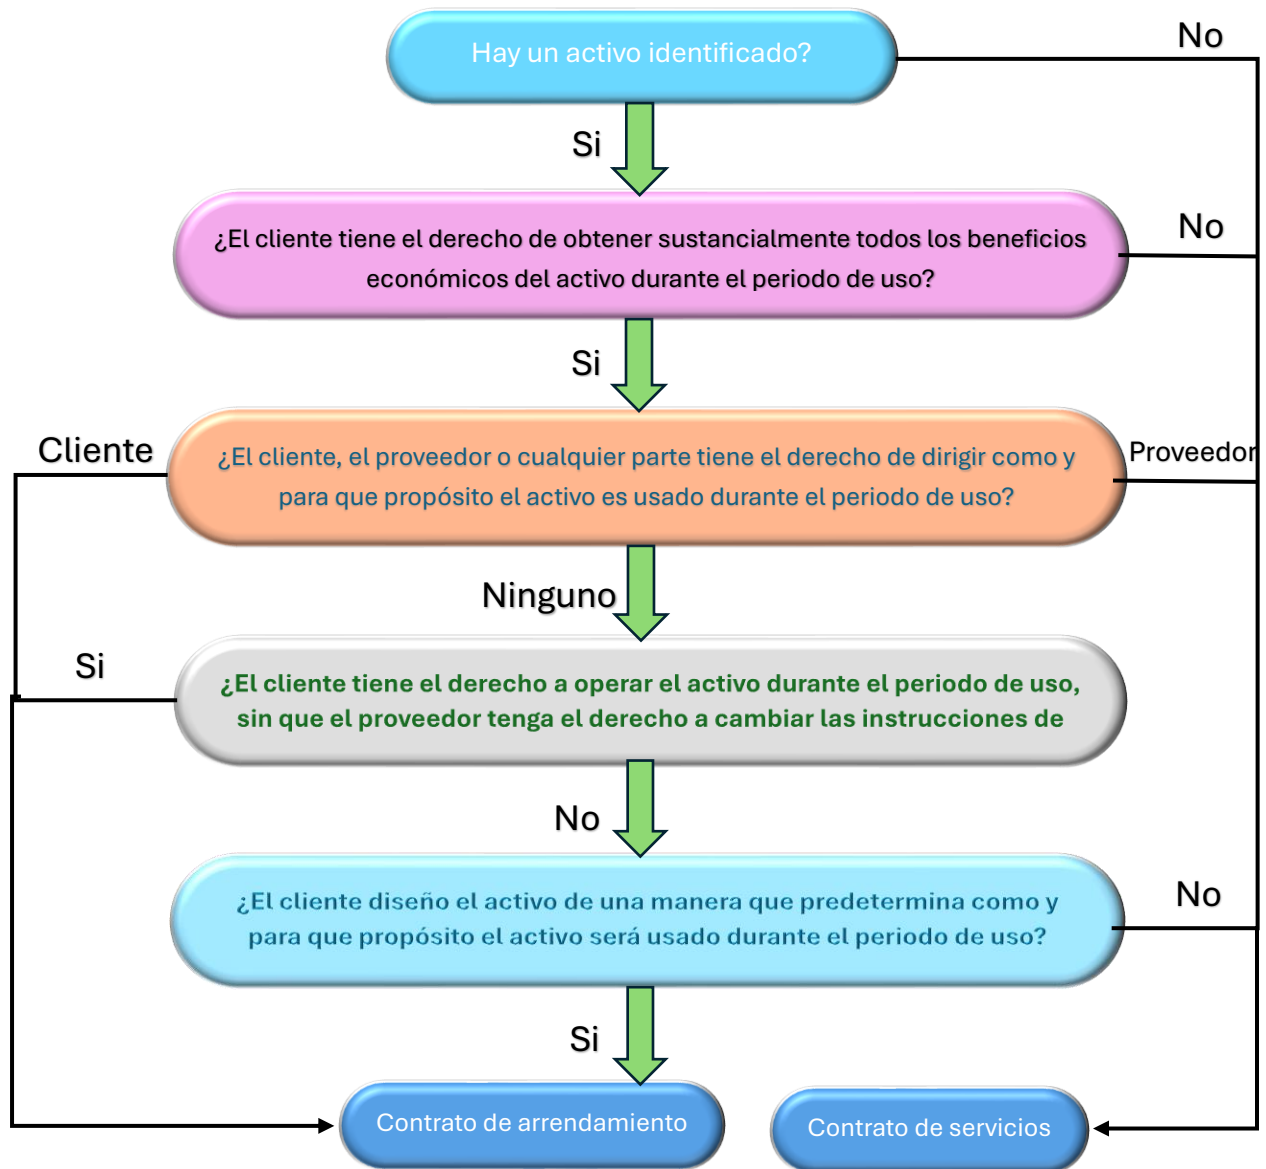 Hay un activo identificado?
No
Si
¿El cliente tiene el derecho de obtener sustancialmente todos los beneficios
económicos del activo durante el periodo de uso?
No
Si
Cliente
¿El cliente, el proveedor o cualquier parte tiene el derecho de dirigir como y
para que propósito el activo es usado durante el periodo de uso?
Proveedor
Ninguno
Si
¿El cliente tiene el derecho a operar el activo durante el periodo de uso,
sin que el proveedor tenga el derecho a cambiar las instrucciones de
No
¿El cliente diseño el activo de una manera que predetermina como y
para que propósito el activo será usado durante el periodo de uso?
No
Si
Contrato de arrendamiento
Contrato de servicios